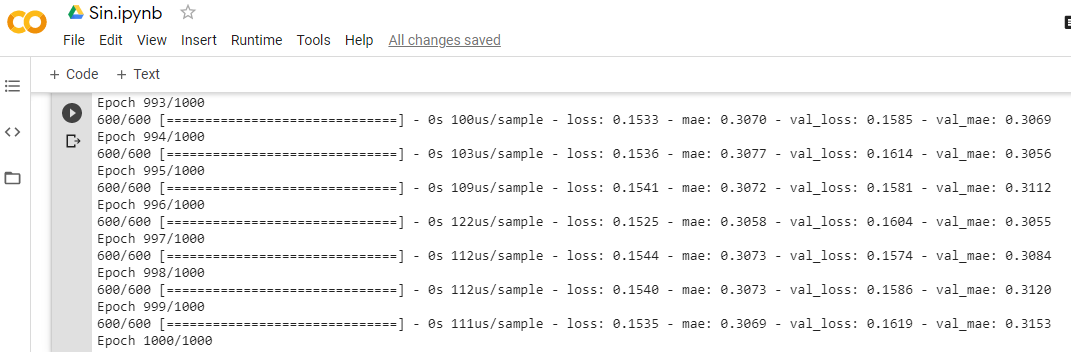 Sin.ipynb
File Edit View Insert Runtime Tools Help All changes saved
+ Code + Text
Epoch 993/1000
600/600 [==============================] - 0s 100us/sample - loss: 0.1533 - mae: 0.3070 - val_loss: 0.1585 - val_mae: 0.3069
Epoch 994/1000
600/600 [==============================] - 0s 103us/sample - loss: 0.1536 - mae: 0.3077 - val_loss: 0.1614 - val_mae: 0.3056
Epoch 995/1000
600/600 [==============================] - 0s 109us/sample - loss: 0.1541 - mae: 0.3072 - val_loss: 0.1581 - val_mae: 0.3112
Epoch 996/1000
600/600 [==============================] - 0s 122us/sample - loss: 0.1525 - mae: 0.3058 - val_loss: 0.1604 - val_mae: 0.3055
Epoch 997/1000
600/600 [==============================] - 0s 112us/sample - loss: 0.1544 - mae: 0.3073 - val_loss: 0.1574 - val_mae: 0.3084
Epoch 998/1000
600/600 [==============================] - 0s 112us/sample - loss: 0.1540 - mae: 0.3073 - val_loss: 0.1586 - val_mae: 0.3120
Epoch 999/1000
600/600 [==============================] - 0s 111us/sample - loss: 0.1535 - mae: 0.3069 - val_loss: 0.1619 - val_mae: 0.3153
Epoch 1000/1000